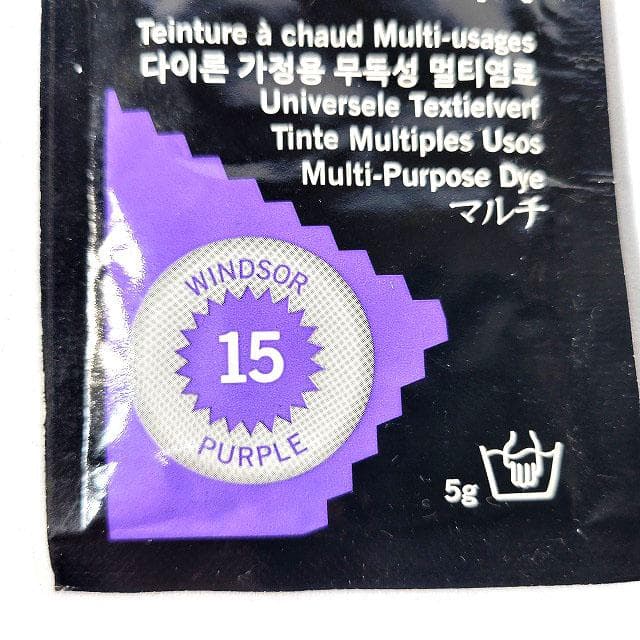 Teinture à chaud Multi-usages
다이론 가정용 무독성 멀티염료
Universele Textielverf
Tinte Multiples Usos
Multi-Purpose Dye
マルチ
WINDSOR
15
PURPLE
5g